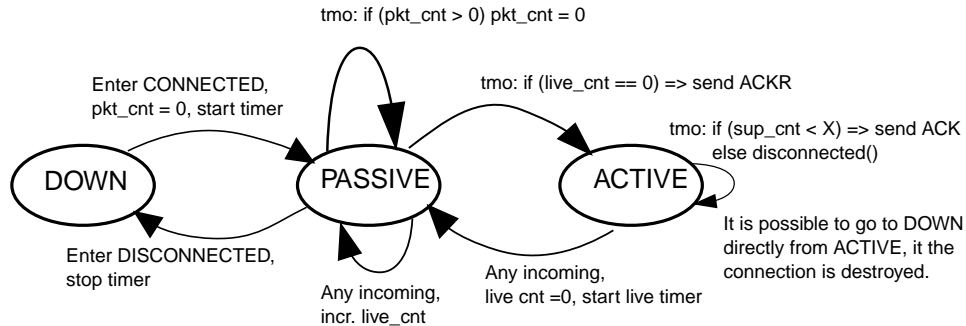 tmo: if (pkt_cnt > 0) pkt_cnt = 0
Enter CONNECTED,
pkt_cnt = 0, start timer
tmo: if (live_cnt == 0) => send ACKR
tmo: if (sup_cnt < X) => send ACK
else disconnected()
DOWN
PASSIVE
ACTIVE
Enter DISCONNECTED,
stop timer
Any incoming,
incr. live_cnt
Any incoming,
live cnt =0, start live timer
It is possible to go to DOWN
directly from ACTIVE, it the
connection is destroyed.